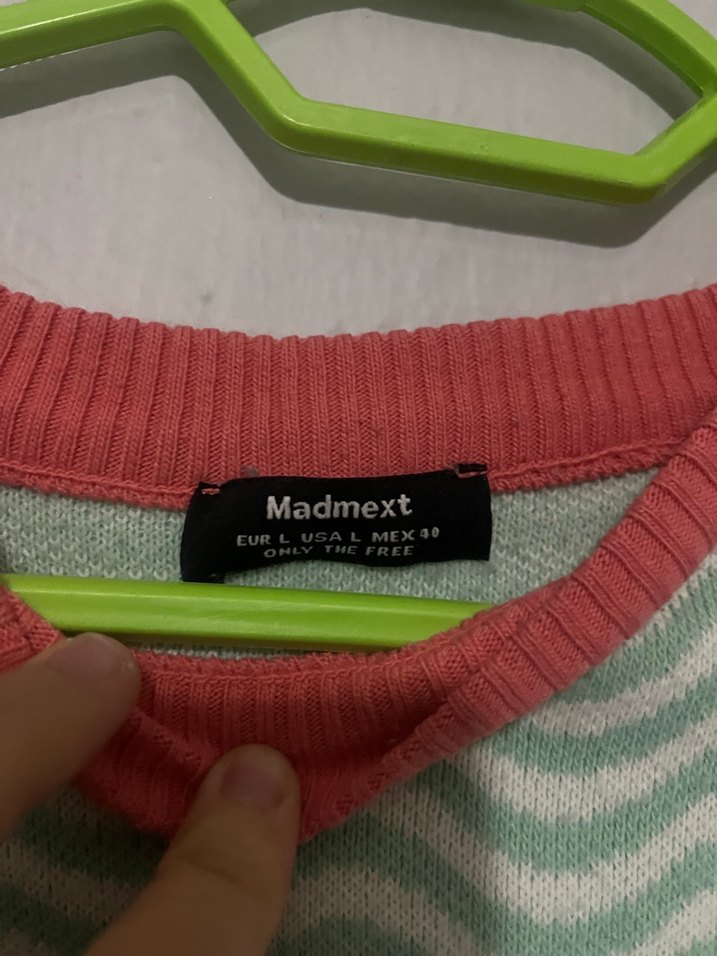 Madmext
EUR L USA L MEX 40
ONLY THE FREE